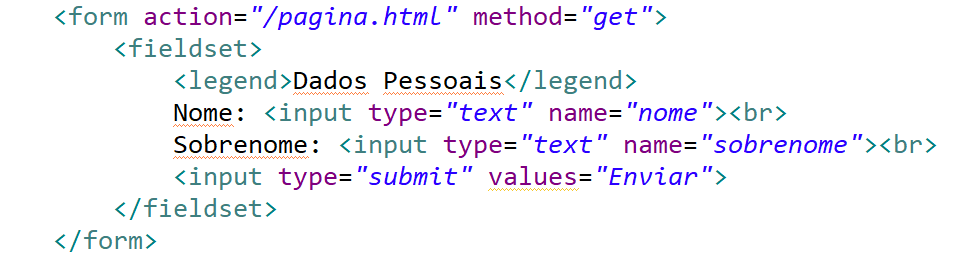 <form action="/pagina.html" method="get">
<fieldset>
<legend>Dados Pessoais</legend>
Nome: <input type="text" name="nome"><br>
Sobrenome: <input type="text" name="sobrenome"><br>
<input type="submit" values="Enviar">
</fieldset>
</form>